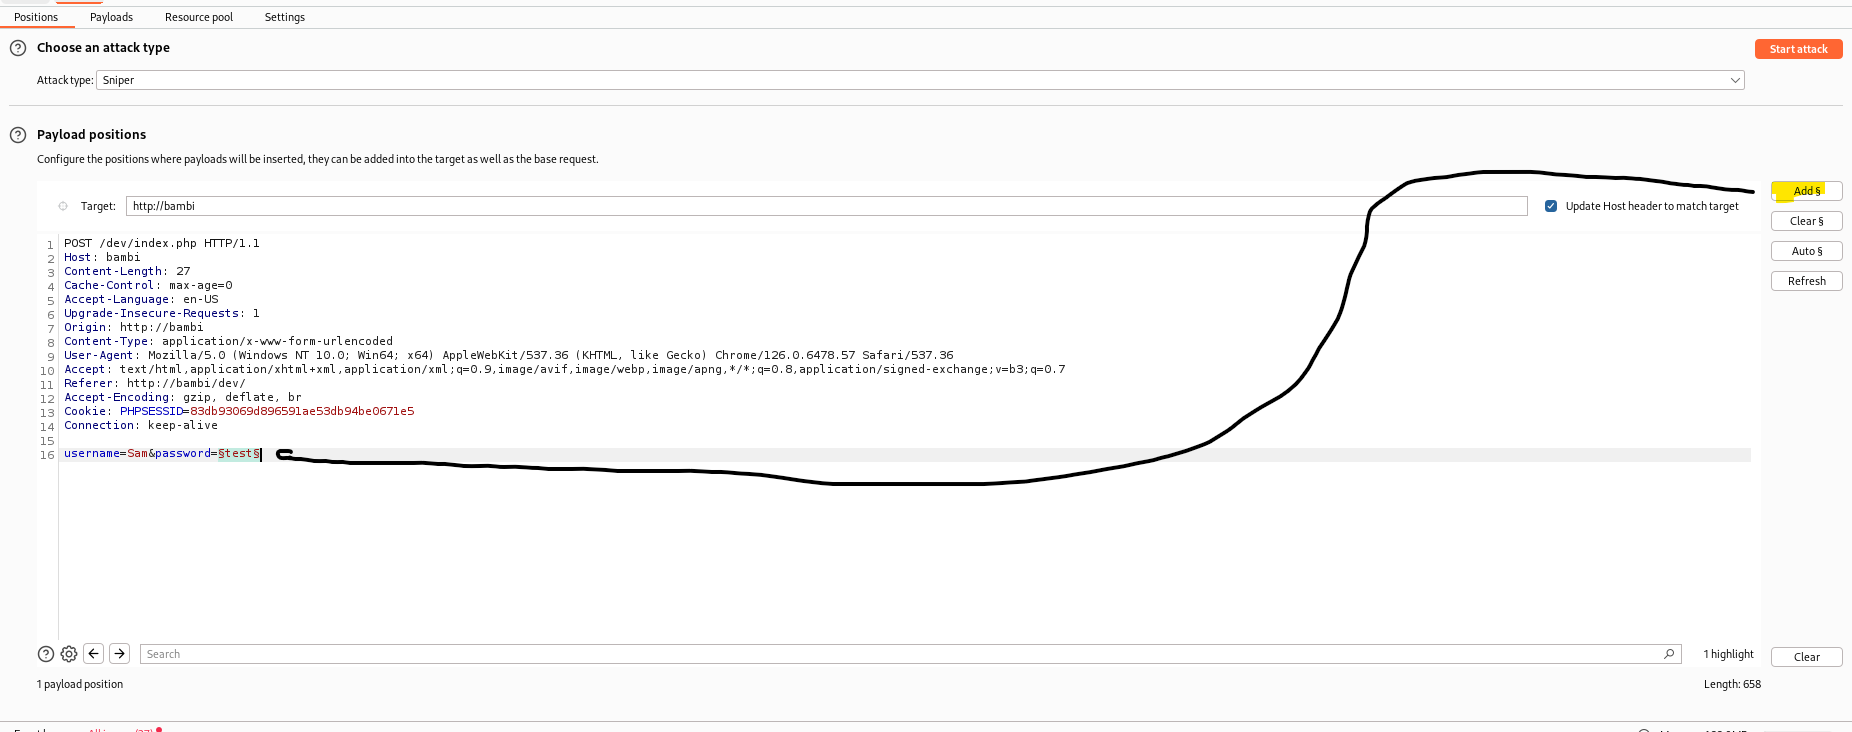 Positions Payloads Resource pool Settings
Choose an attack type
Start attack
Attack type: Sniper
Payload positions
Configure the positions where payloads will be inserted, they can be added into the target as well as the base request.
Add §
Target: http://bambi Update Host header to match target
Clear §
Auto §
Refresh
1 POST /dev/index.php HTTP/1.1
2 Host: bambi
3 Content-Length: 27
4 Cache-Control: max-age=0
5 Accept-Language: en-US
6 Upgrade-Insecure-Requests: 1
7 Origin: http://bambi
8 Content-Type: application/x-www-form-urlencoded
9 User-Agent: Mozilla/5.0 (Windows NT 10.0; Win64; x64) AppleWebKit/537.36 (KHTML, like Gecko) Chrome/126.0.6478.57 Safari/537.36
10 Accept: text/html,application/xhtml+xml,application/xml;q=0.9,image/avif,image/webp,image/apng,*/*;q=0.8,application/signed-exchange;v=b3;q=0.7
11 Referer: http://bambi/dev/
12 Accept-Encoding: gzip, deflate, br
13 Cookie: PHPSESSID=83db93069d896591ae53db94be0671e5
14 Connection: keep-alive
15
16 username=Sam&password=§test§
Search 1 highlight Clear
1 payload position Length: 658